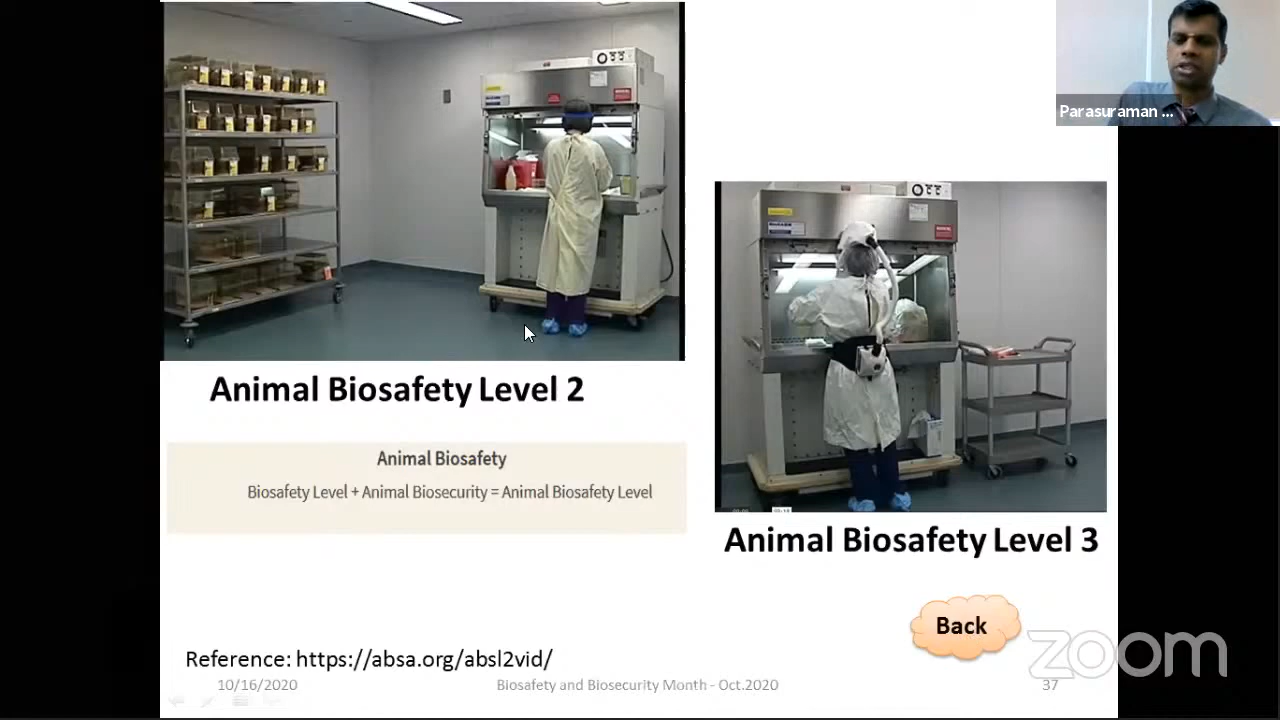 Parasuraman ...
Animal Biosafety Level 2
Animal Biosafety
Biosafety Level + Animal Biosecurity = Animal Biosafety Level
Animal Biosafety Level 3
Back
Reference: https://absa.org/absl2vid/
10/16/2020
Biosafety and Biosecurity Month - Oct.2020
37
zoom